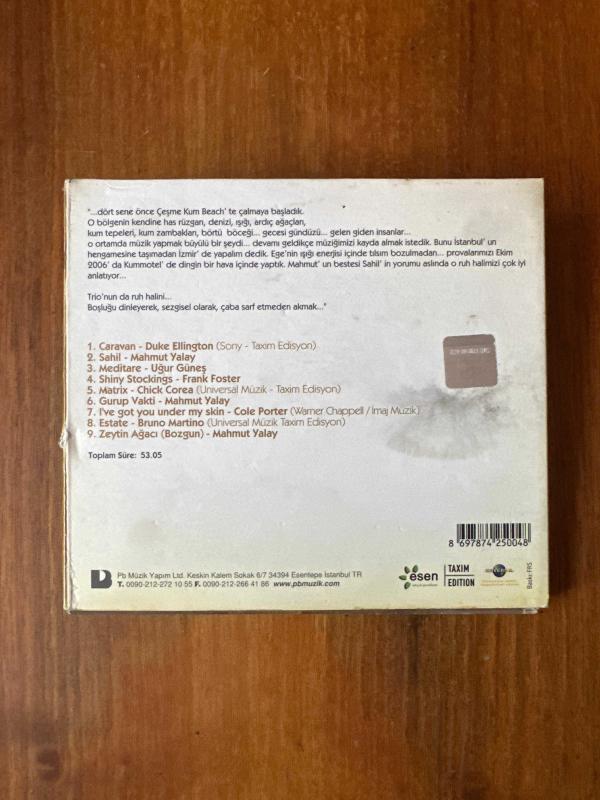 "...dört sene önce Çeşme Kum Beach' te çalmaya başladık.
O bölgenin kendine has rüzgarı, denizi, ışığı, ardıç ağaçları,
kum tepeleri, kum zambakları, börtü böceği... gecesi gündüzü... gelen giden insanlar...
o ortamda müzik yapmak büyülü bir şeydi... devamı geldikçe müziğimizi kayda almak istedik. Bunu İstanbul' un
hengamesine taşımadan İzmir' de yapalım dedik. Ege'nin ışığı enerjisi içinde tılsım bozulmadan... provalarımızı Ekim
2006' da Kummotel' de dingin bir hava içinde yaptık. Mahmut' un bestesi Sahil' in yorumu aslında o ruh halimizi çok iyi
anlatıyor...
Trio'nun da ruh halini...
Boşluğu dinleyerek, sezgisel olarak, çaba sarf etmeden akmak..."
1. Caravan - Duke Ellington (Sony - Taxim Edisyon)
2. Sahil - Mahmut Yalay
3. Meditare - Uğur Güneş
4. Shiny Stockings - Frank Foster
5. Matrix - Chick Corea (Universal Müzik - Taxim Edisyon)
6. Gurup Vakti - Mahmut Yalay
7. I've got you under my skin - Cole Porter (Warner Chappell / İmaj Müzik)
8. Estate - Bruno Martino (Universal Müzik Taxim Edisyon)
9. Zeytin Ağacı (Bozgun) - Mahmut Yalay
Toplam Süre: 53.05
8 697874 250048
Pb Müzik Yapım Ltd. Keskin Kalem Sokak 6/7 34394 Esentepe İstanbul TR
T. 0090-212-272 10 55 F. 0090-212-266 41 86 www.pbmuzik.com
esen
TAXIM
EDITION
Baskı: FRS